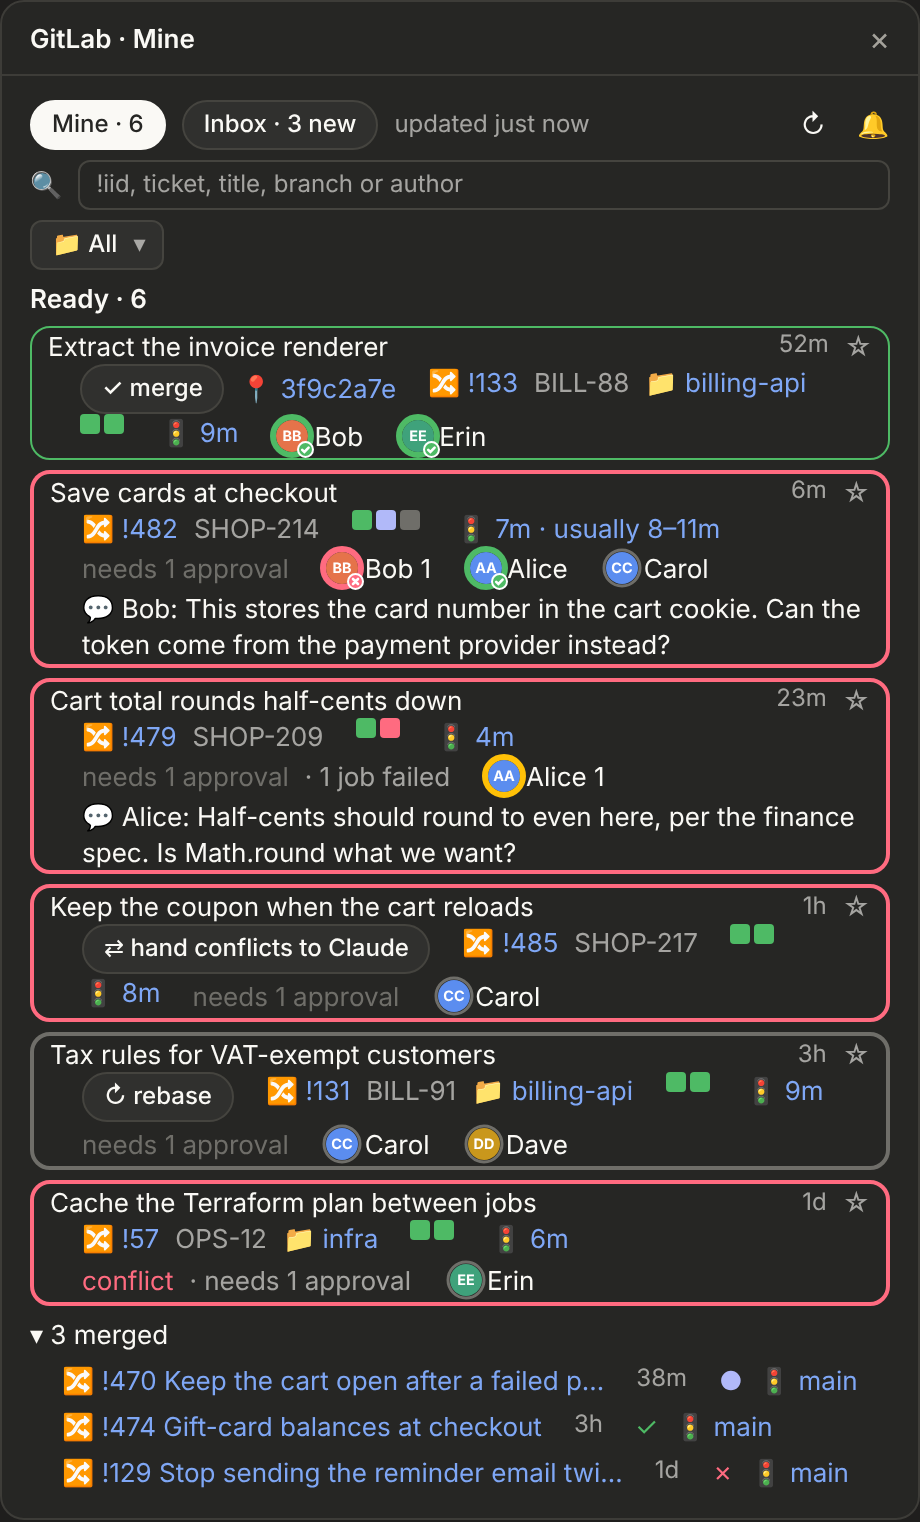 GitLab · Mine ×
Mine · 6 Inbox · 3 new updated just now ↻ 🔔
🔍 !iid, ticket, title, branch or author
📁 All ▾
Ready · 6
Extract the invoice renderer 52m ☆
✓ merge 📍 3f9c2a7e 🔀 !133 BILL-88 📁 billing-api
🚦 9m BB Bob EE Erin
Save cards at checkout 6m ☆
🔀 !482 SHOP-214 🚦 7m · usually 8–11m
needs 1 approval BB Bob 1 AA Alice CC Carol
💬 Bob: This stores the card number in the cart cookie. Can the
token come from the payment provider instead?
Cart total rounds half-cents down 23m ☆
🔀 !479 SHOP-209 🚦 4m
needs 1 approval · 1 job failed AA Alice 1
💬 Alice: Half-cents should round to even here, per the finance
spec. Is Math.round what we want?
Keep the coupon when the cart reloads 1h ☆
⇄ hand conflicts to Claude 🔀 !485 SHOP-217
🚦 8m needs 1 approval CC Carol
Tax rules for VAT-exempt customers 3h ☆
↻ rebase 🔀 !131 BILL-91 📁 billing-api 🚦 9m
needs 1 approval CC Carol DD Dave
Cache the Terraform plan between jobs 1d ☆
🔀 !57 OPS-12 📁 infra 🚦 6m
conflict · needs 1 approval EE Erin
▾ 3 merged
🔀 !470 Keep the cart open after a failed p... 38m 🚦 main
🔀 !474 Gift-card balances at checkout 3h ✓ 🚦 main
🔀 !129 Stop sending the reminder email twi... 1d × 🚦 main